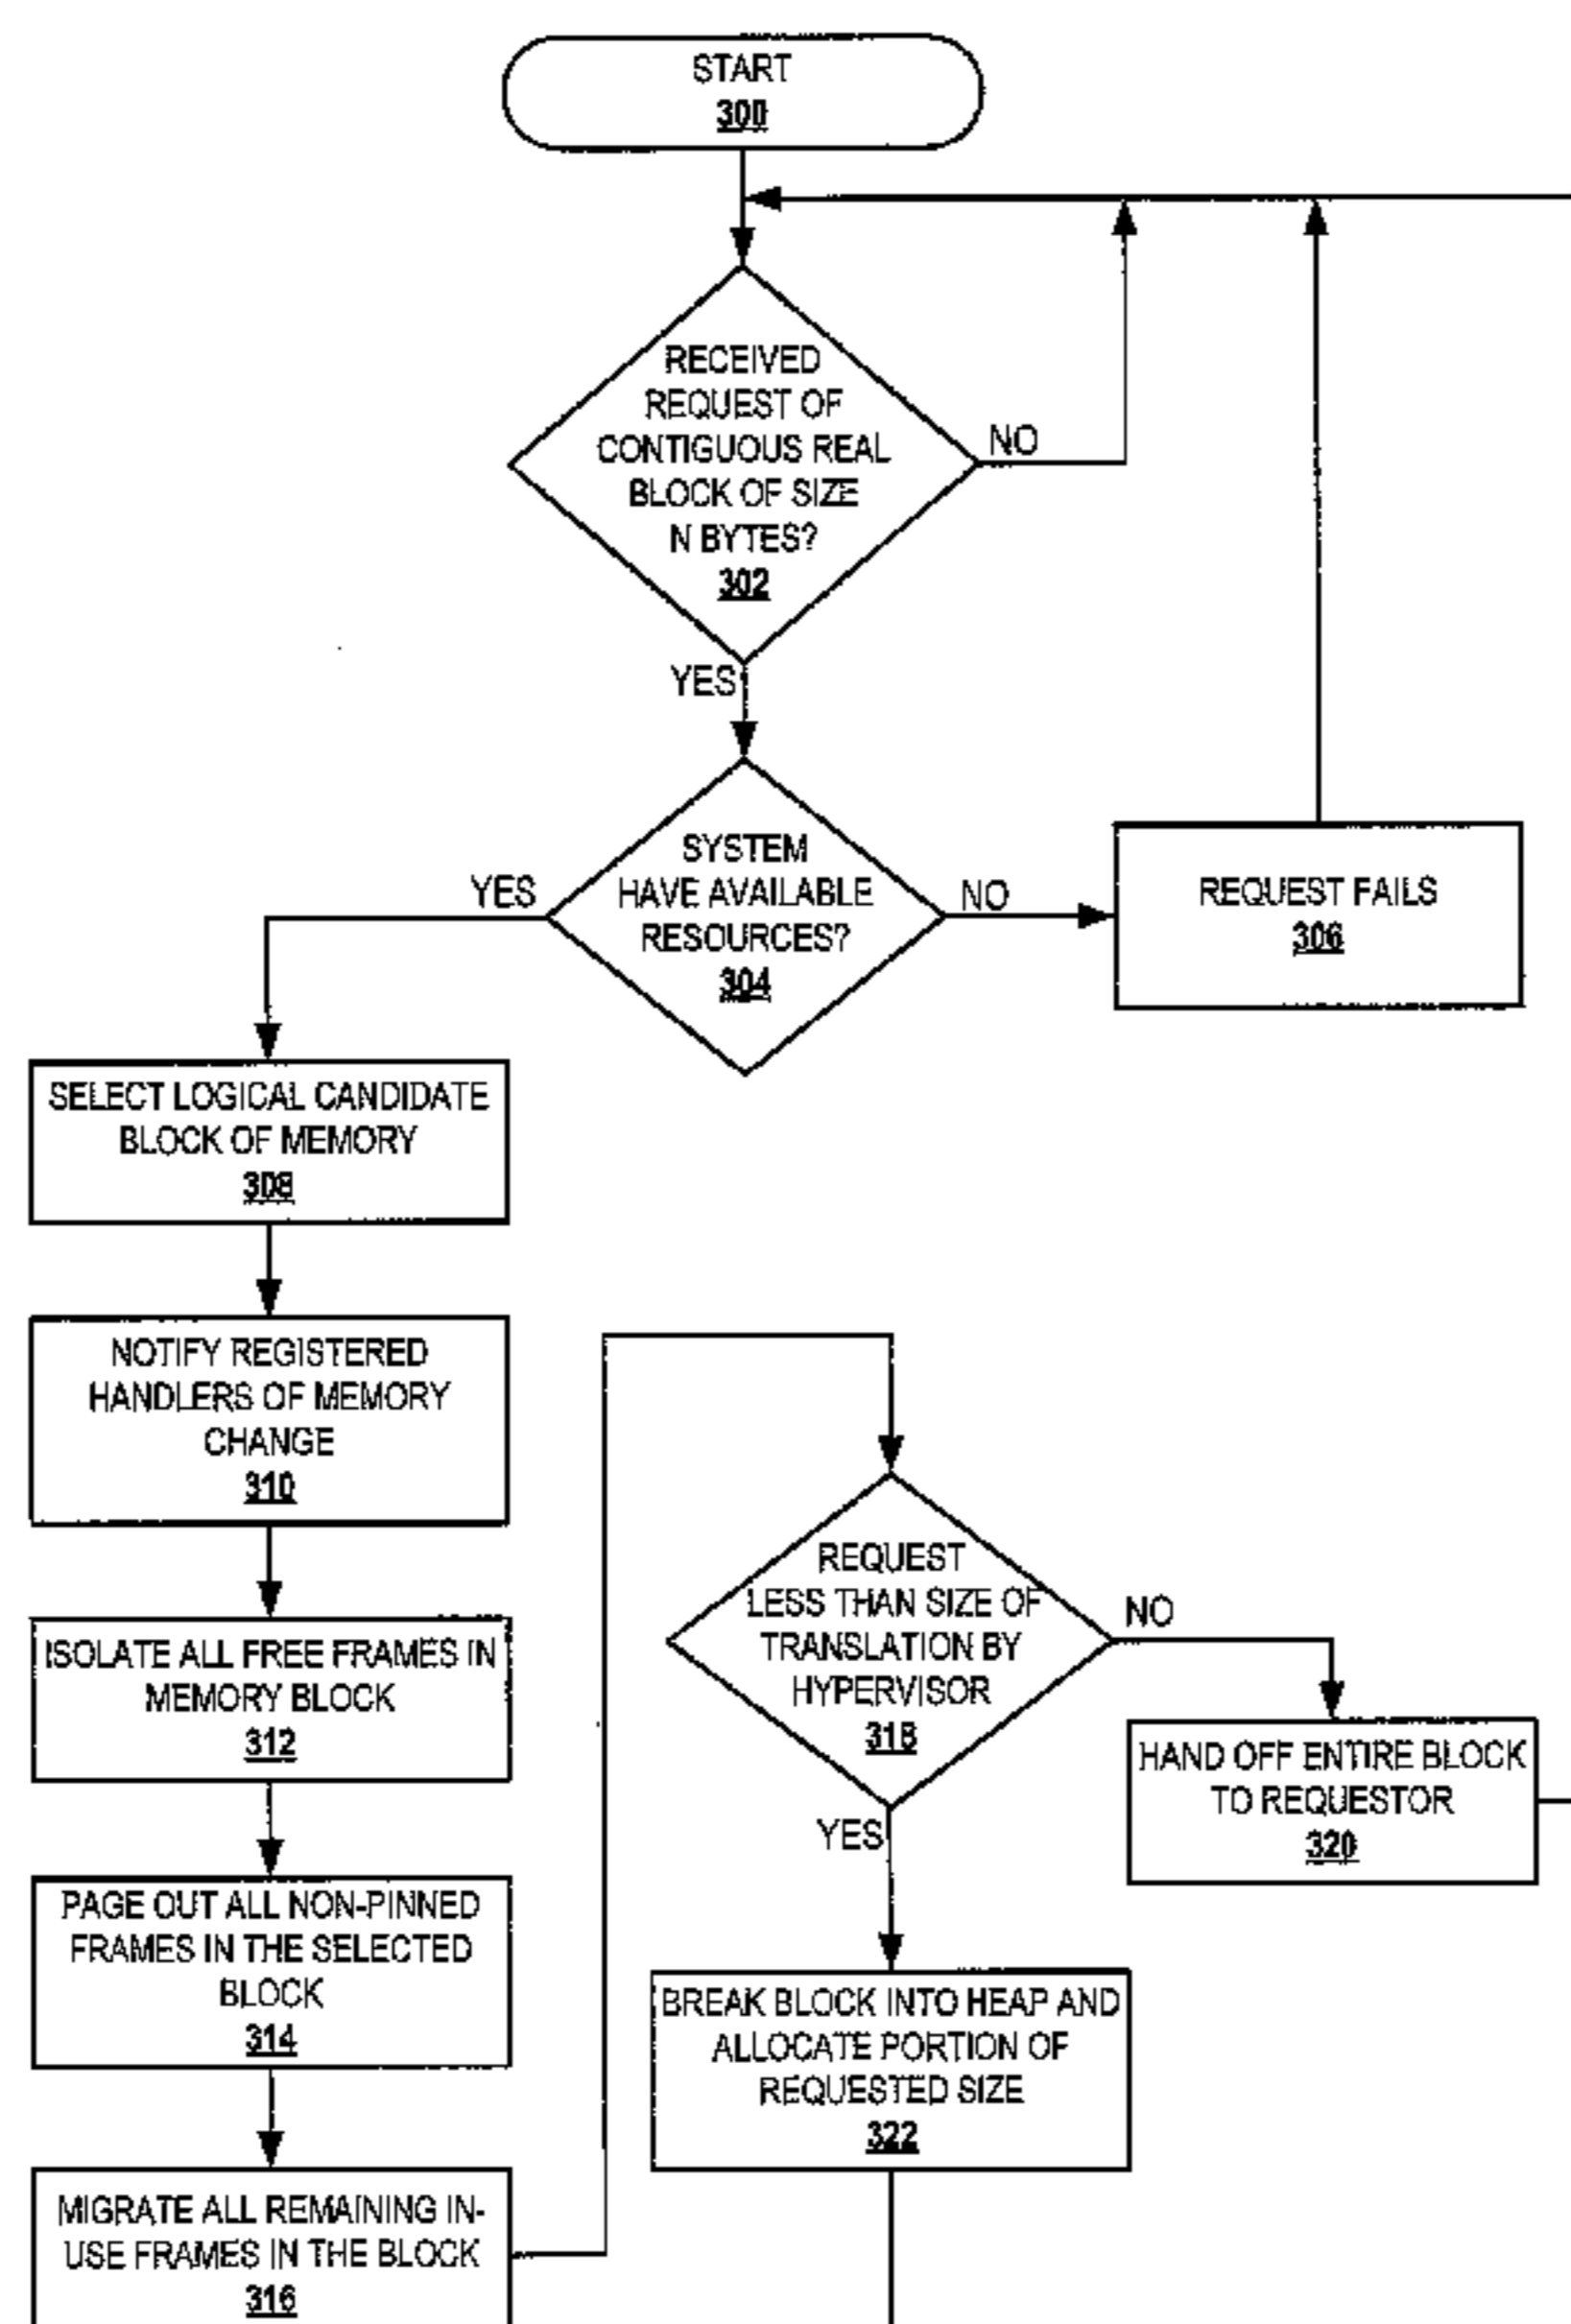 START
300
RECEIVED
REQUEST OF
CONTIGUOUS REAL
BLOCK OF SIZE
N BYTES?
302
NO
YES
SYSTEM
HAVE AVAILABLE
RESOURCES?
304
YES
NO
REQUEST FAILS
306
SELECT LOGICAL CANDIDATE
BLOCK OF MEMORY
308
NOTIFY REGISTERED
HANDLERS OF MEMORY
CHANGE
310
ISOLATE ALL FREE FRAMES IN
MEMORY BLOCK
312
PAGE OUT ALL NON-PINNED
FRAMES IN THE SELECTED
BLOCK
314
MIGRATE ALL REMAINING IN-
USE FRAMES IN THE BLOCK
316
REQUEST
LESS THAN SIZE OF
TRANSLATION BY
HYPERVISOR
318
NO
YES
HAND OFF ENTIRE BLOCK
TO REQUESTOR
320
BREAK BLOCK INTO HEAP AND
ALLOCATE PORTION OF
REQUESTED SIZE
322